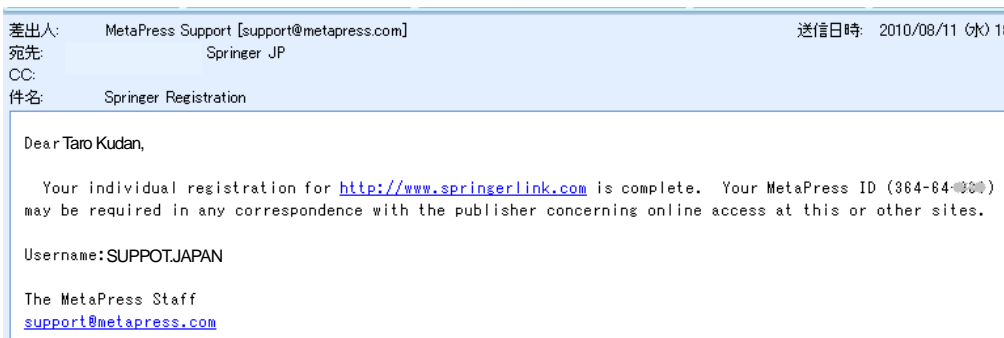 差出人: MetaPress Support [support@metapress.com] 送信日時: 2010/08/11 (水) 1
宛先: Springer JP
CC:
件名: Springer Registration
Dear Taro Kudan,
Your individual registration for http://www.springerlink.com is complete. Your MetaPress ID (364-64- )
may be required in any correspondence with the publisher concerning online access at this or other sites.
Username: SUPPOT.JAPAN
The MetaPress Staff
support@metapress.com